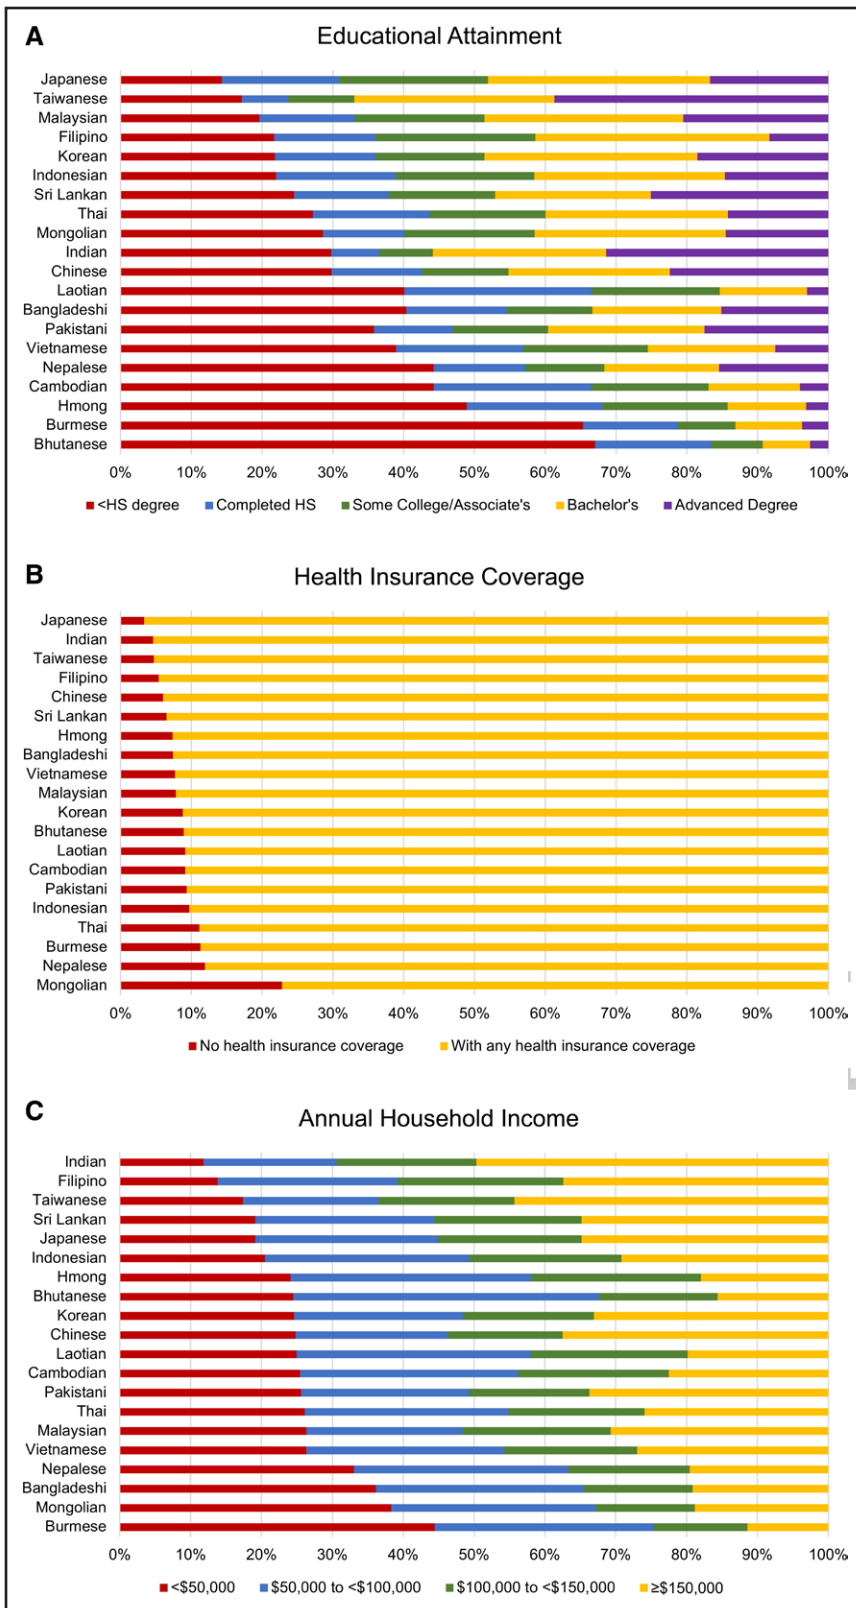 A
Educational Attainment
Japanese
Taiwanese
Malaysian
Filipino
Korean
Indonesian
Sri Lankan
Thai
Mongolian
Indian
Chinese
Laotian
Bangladeshi
Pakistani
Vietnamese
Nepalese
Cambodian
Hmong
Burmese
Bhutanese
0% 10% 20% 30% 40% 50% 60% 70% 80% 90% 100%
<HS degree Completed HS Some College/Associate's Bachelor's Advanced Degree
B
Health Insurance Coverage
Japanese
Indian
Taiwanese
Filipino
Chinese
Sri Lankan
Hmong
Bangladeshi
Vietnamese
Malaysian
Korean
Bhutanese
Laotian
Cambodian
Pakistani
Indonesian
Thai
Burmese
Nepalese
Mongolian
0% 10% 20% 30% 40% 50% 60% 70% 80% 90% 100%
No health insurance coverage With any health insurance coverage
C
Annual Household Income
Indian
Filipino
Taiwanese
Sri Lankan
Japanese
Indonesian
Hmong
Bhutanese
Korean
Chinese
Laotian
Cambodian
Pakistani
Thai
Malaysian
Vietnamese
Nepalese
Bangladeshi
Mongolian
Burmese
0% 10% 20% 30% 40% 50% 60% 70% 80% 90% 100%
<$50,000 $50,000 to <$100,000 $100,000 to <$150,000 ≥$150,000